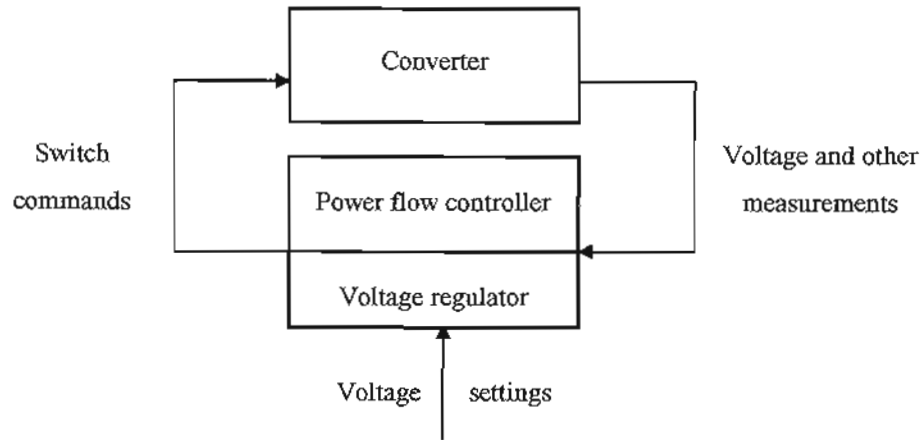 Converter
Switch
commands
Voltage and other
measurements
Power flow controller
Voltage regulator
Voltage settings